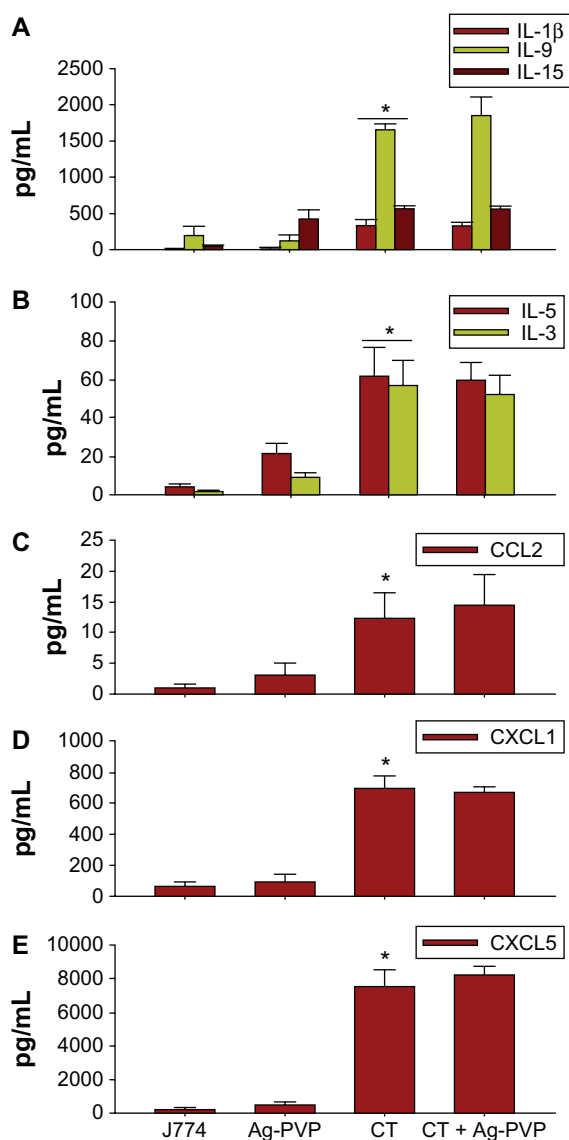 A
IL-1β
IL-9
IL-15
pg/mL
2500
2000
1500
1000
500
0
*
B
IL-5
IL-3
pg/mL
100
80
60
40
20
0
*
C
CCL2
pg/mL
25
20
15
10
5
0
*
D
CXCL1
pg/mL
1000
800
600
400
200
0
*
E
CXCL5
pg/mL
10000
8000
6000
4000
2000
0
*
J774 Ag-PVP CT CT + Ag-PVP